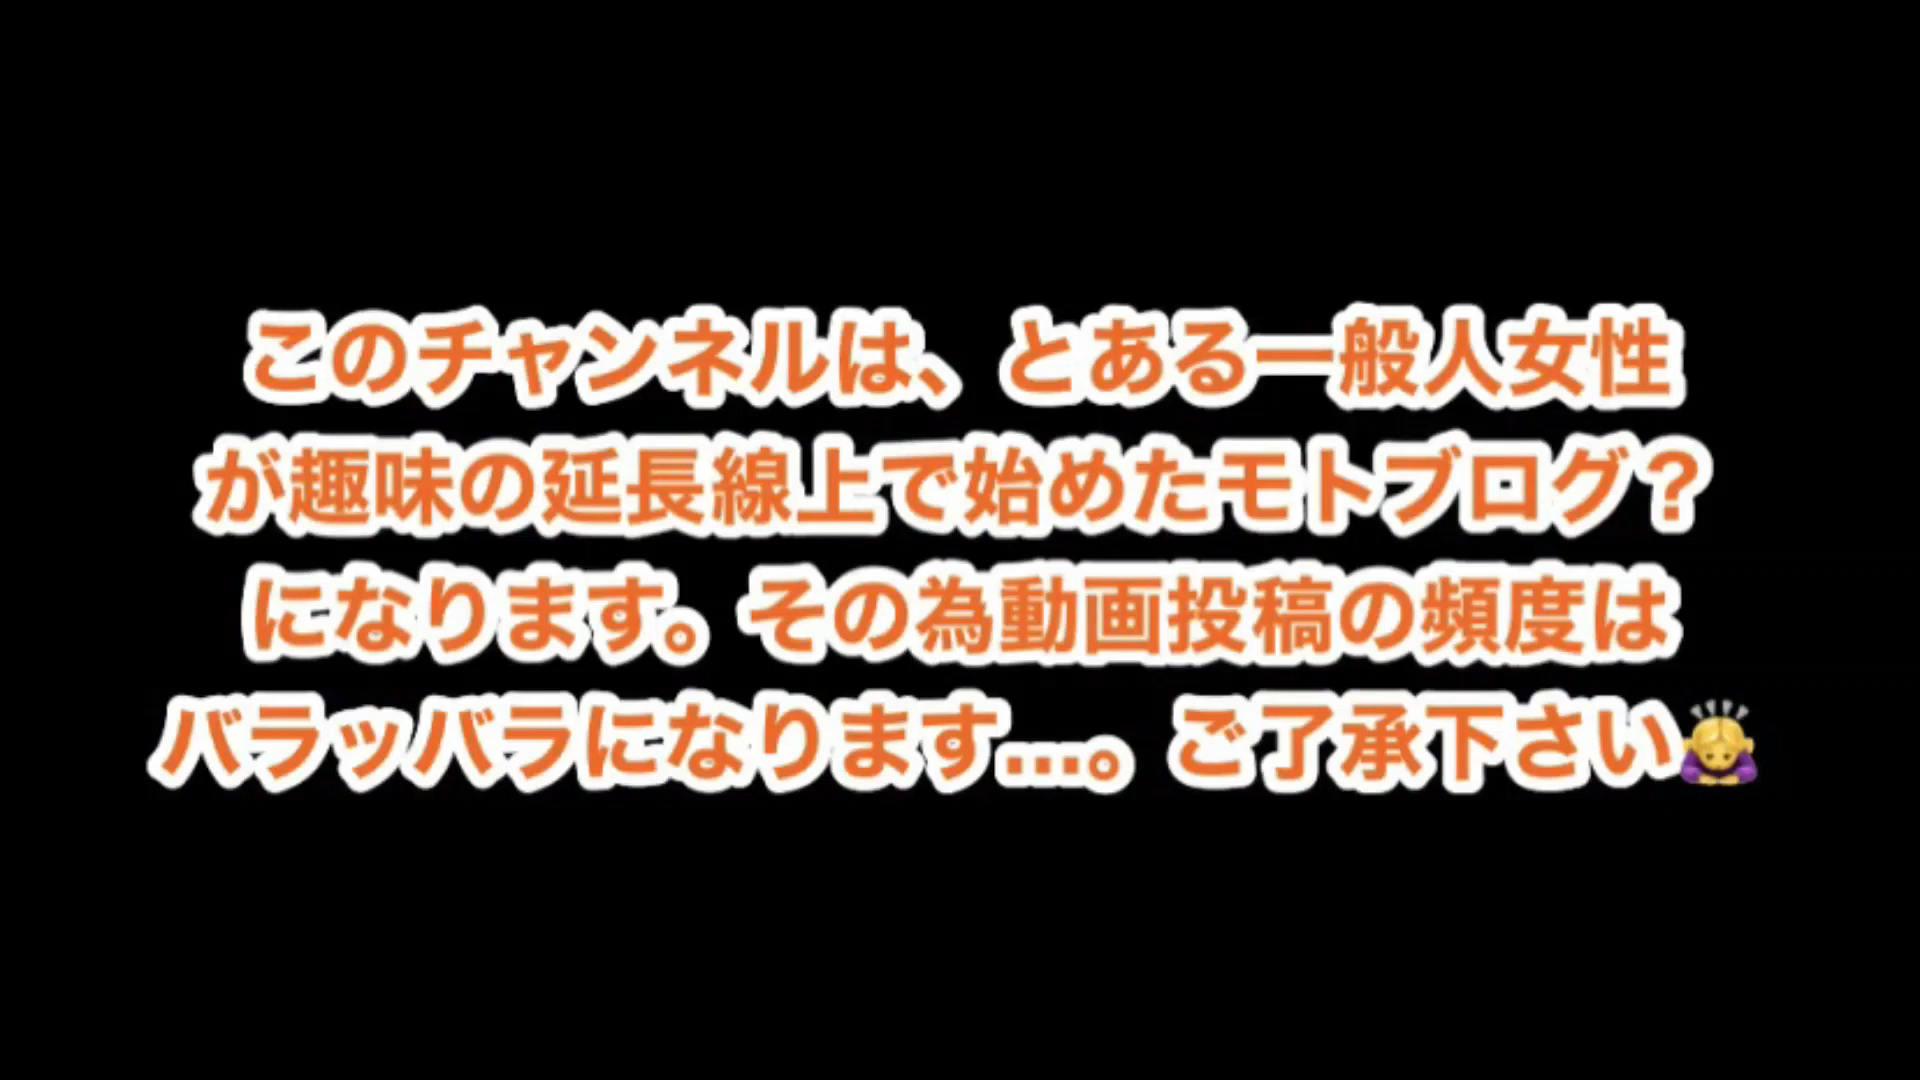 このチャンネルは、とある一般人女性
が趣味の延長線上で始めたモトブログ？
になります。その為動画投稿の頻度は
バラッバラになります…。ご了承下さい🙇‍♀️